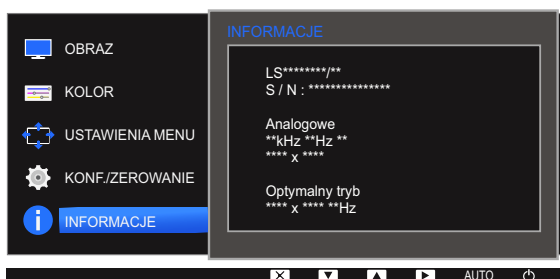 OBRAZ
KOLOR
USTAWIENIA MENU
KONF./ZEROWANIE
INFORMACJE
INFORMACJE
LS********/**
S / N : ***************
Analogowe
**kHz **Hz **
**** x ****
Optymalny tryb
**** x **** **Hz
AUTO